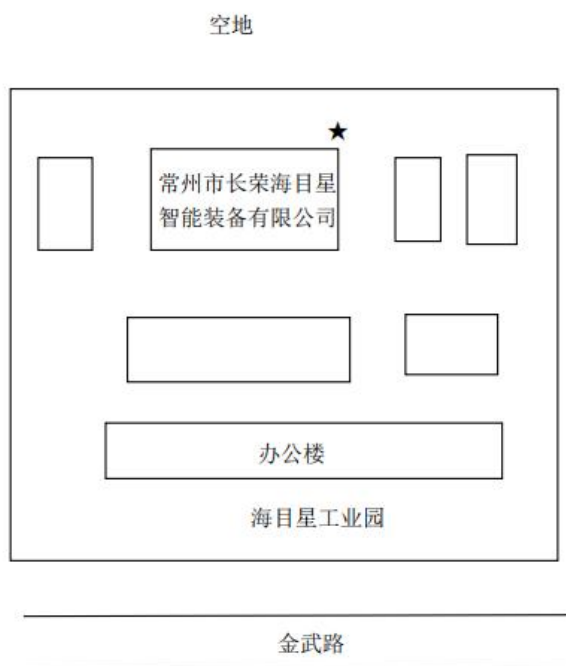 空地
★
常州市长荣海目星
智能装备有限公司
办公楼
海目星工业园
金武路